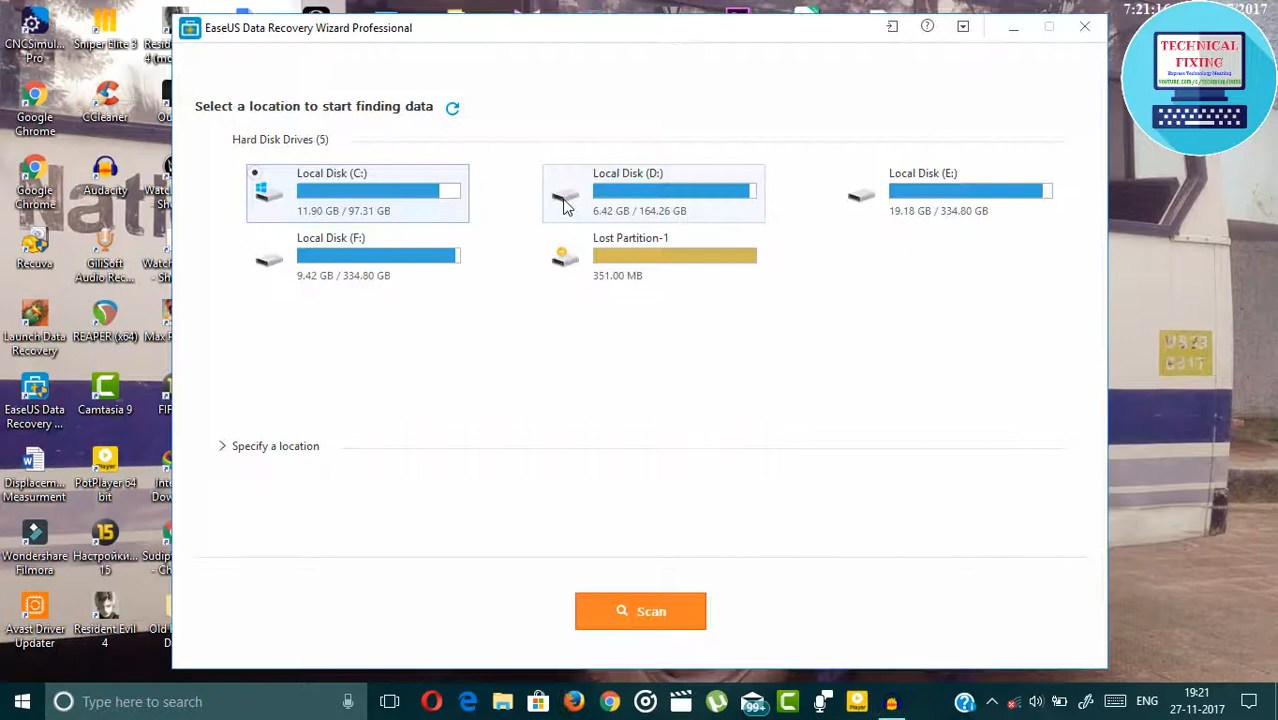 EaseUS Data Recovery Wizard Professional
Select a location to start finding data
Hard Disk Drives (5)
Local Disk (C:)
11.90 GB / 97.31 GB
Local Disk (D:)
6.42 GB / 164.26 GB
Local Disk (E:)
19.18 GB / 334.80 GB
Local Disk (F:)
9.42 GB / 334.80 GB
Lost Partition-1
351.00 MB
Specify a location
Scan
CNCSimul...
Pro
Sniper Elite 3
Google
Chrome
CCleaner
Google
Chrome
Audacity
Recuva
GiliSoft
Audio Rec...
Launch Data
Recovery
REAPER (x64)
EaseUS Data
Recovery ...
Camtasia 9
Displacem...
Measurment
PotPlayer 64
bit
Wondershare
Filmora
Настройки...
15
Avast Driver
Updater
Resident Evil
4
TECHNICAL
FIXING
Type here to search
99+
ENG
19:21
27-11-2017